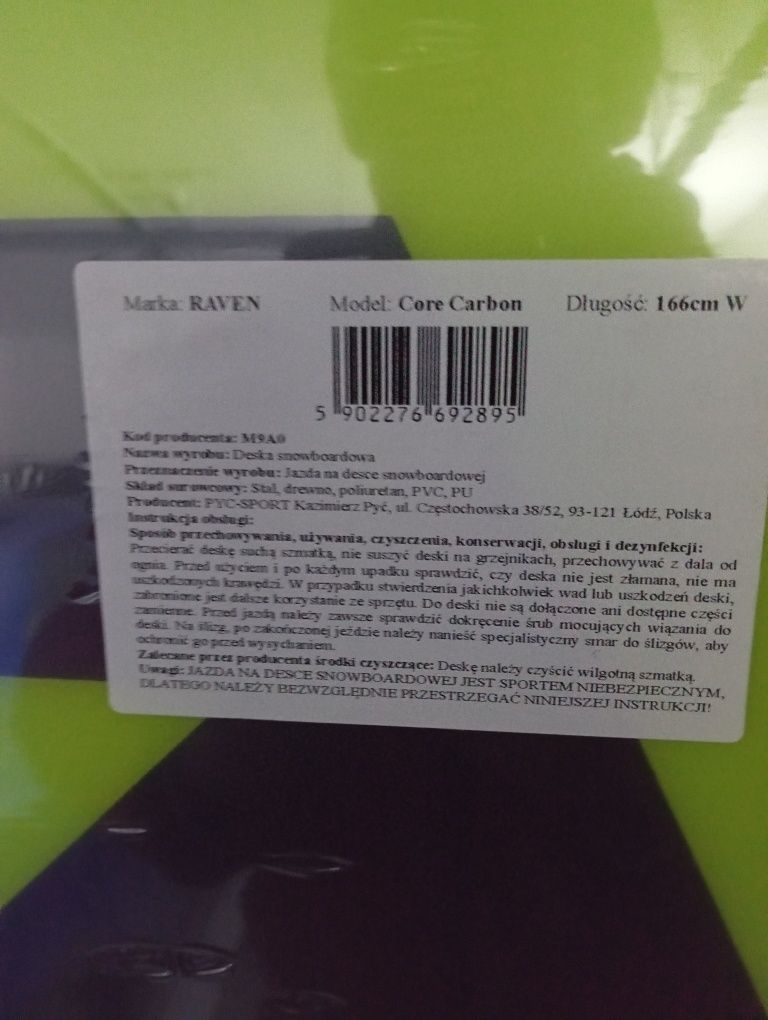 Marka: RAVEN Model: Core Carbon Długość: 166cm W
5 902276 692895
Kod producenta: M9A0
Nazwa wyrobu: Deska snowboardowa
Przeznaczenie wyrobu: Jazda na desce snowboardowej
Skład surowcowy: Stal, drewno, poliuretan, PVC, PU
Producent: PYC-SPORT Kazimierz Pyć, ul. Częstochowska 38/52, 93-121 Łódź, Polska
Instrukcja obsługi:
Sposób przechowywania, używania, czyszczenia, konserwacji, obsługi i dezynfekcji:
Przecierać deskę suchą szmatką, nie suszyć deski na grzejnikach, przechowywać z dala od
ognia. Przed użyciem i po każdym upadku sprawdzić, czy deska nie jest złamana, nie ma
uszkodzonych krawędzi. W przypadku stwierdzenia jakichkolwiek wad lub uszkodzeń deski,
zabronione jest dalsze korzystanie ze sprzętu. Do deski nie są dołączone ani dostępne części
zamienne. Przed jazdą należy zawsze sprawdzić dokręcenie śrub mocujących wiązania do
deski. Na ślizg, po zakończonej jeździe należy nanieść specjalistyczny smar do ślizgów, aby
ochronić go przed wysychaniem.
Zalecane przez producenta środki czyszczące: Deskę należy czyścić wilgotną szmatką.
Uwagi: JAZDA NA DESCE SNOWBOARDOWEJ JEST SPORTEM NIEBEZPIECZNYM,
DLATEGO NALEŻY BEZWZGLĘDNIE PRZESTRZEGAĆ NINIEJSZEJ INSTRUKCJI!